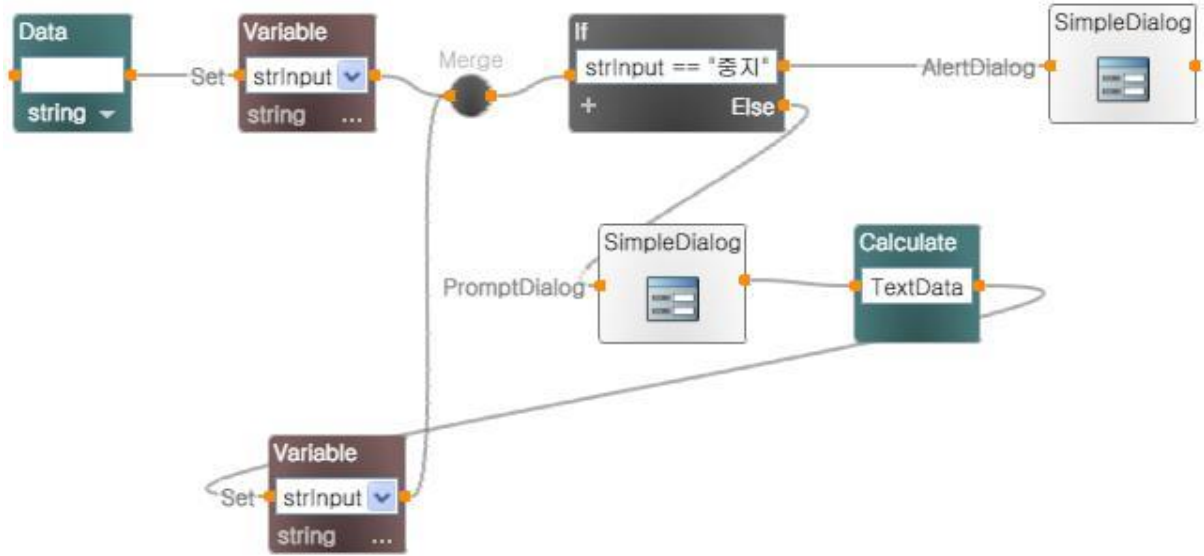 Data
string
Set
Variable
strInput
string ...
Merge
If
strInput == "중지"
+ Else
AlertDialog
SimpleDialog
PromptDialog
SimpleDialog
Calculate
TextData
Set
Variable
strInput
string ...